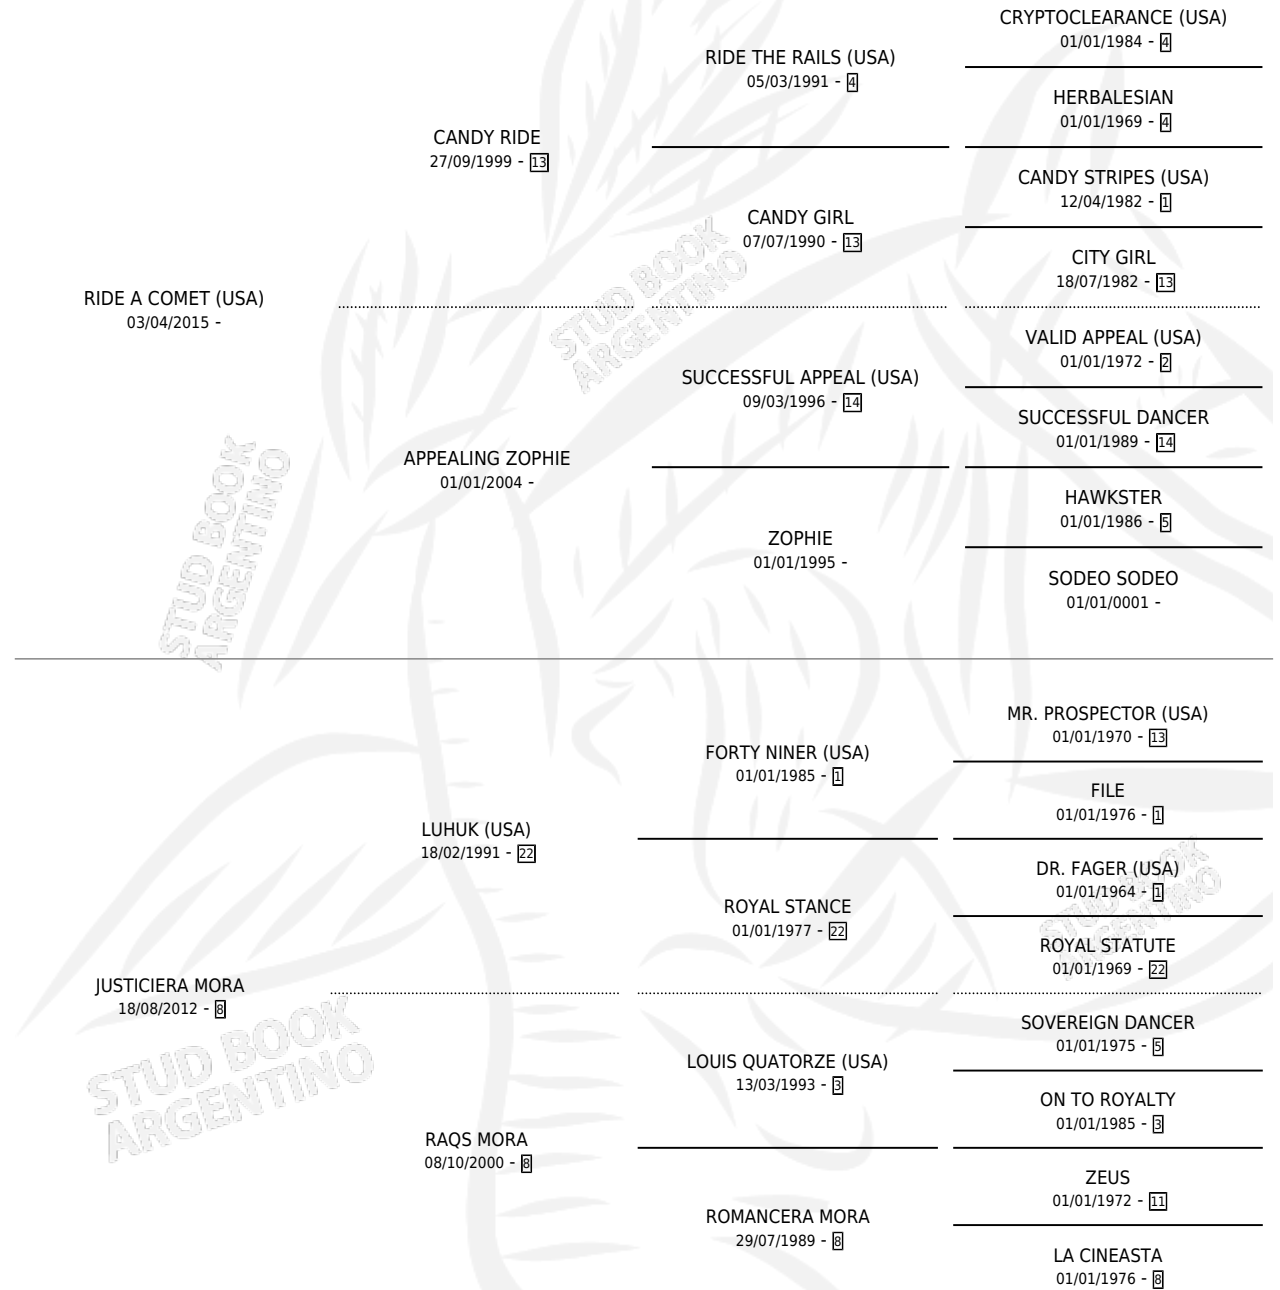 CRYPTOCLEARANCE (USA)
01/01/1984 - 4
RIDE THE RAILS (USA)
05/03/1991 - 4
HERBALESIAN
01/01/1969 - 4
CANDY RIDE
27/09/1999 - 13
CANDY STRIPES (USA)
12/04/1982 - 1
CANDY GIRL
07/07/1990 - 13
CITY GIRL
18/07/1982 - 13
RIDE A COMET (USA)
03/04/2015 -
STUD BOOK
ARGENTINO
VALID APPEAL (USA)
01/01/1972 - 2
SUCCESSFUL APPEAL (USA)
09/03/1996 - 14
SUCCESSFUL DANCER
01/01/1989 - 14
APPEALING ZOPHIE
01/01/2004 -
HAWKSTER
01/01/1986 - 5
ZOPHIE
01/01/1995 -
SODEO SODEO
01/01/0001 -
STUD BOOK
ARGENTINO
MR. PROSPECTOR (USA)
01/01/1970 - 13
FORTY NINER (USA)
01/01/1985 - 1
FILE
01/01/1976 - 1
LUHUK (USA)
18/02/1991 - 22
DR. FAGER (USA)
01/01/1964 - 1
ROYAL STANCE
01/01/1977 - 22
ROYAL STATUTE
01/01/1969 - 22
STUD BOOK
ARGENTINO
JUSTICIERA MORA
18/08/2012 - 8
SOVEREIGN DANCER
01/01/1975 - 5
LOUIS QUATORZE (USA)
13/03/1993 - 3
ON TO ROYALTY
01/01/1985 - 3
STUD BOOK
ARGENTINO
RAQS MORA
08/10/2000 - 8
ZEUS
01/01/1972 - 11
ROMANCERA MORA
29/07/1989 - 8
LA CINEASTA
01/01/1976 - 8